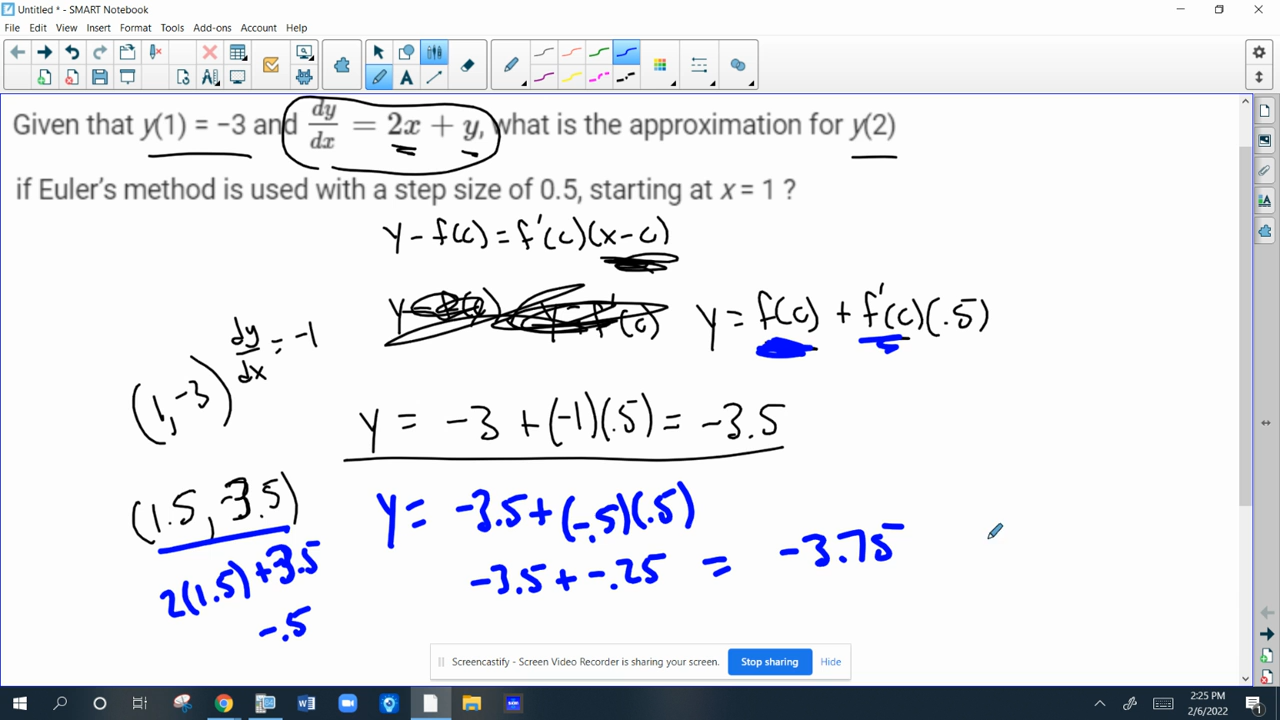 Untitled * - SMART Notebook
File Edit View Insert Format Tools Add-ons Account Help
Given that y(1) = −3 and dy/dx = 2x + y, what is the approximation for y(2)
if Euler's method is used with a step size of 0.5, starting at x = 1 ?
y - f(c) = f'(c)(x - c)
y = f(c) + f'(c)(.5)
dy/dx = -1
(1, -3)
y = -3 + (-1)(.5) = -3.5
(1.5, -3.5)
y = -3.5 + (-.5)(.5)
2(1.5) + -3.5
-3.5 + -.25 = -3.75
-.5
Screencastify - Screen Video Recorder is sharing your screen. Stop sharing Hide
2:25 PM
2/6/2022